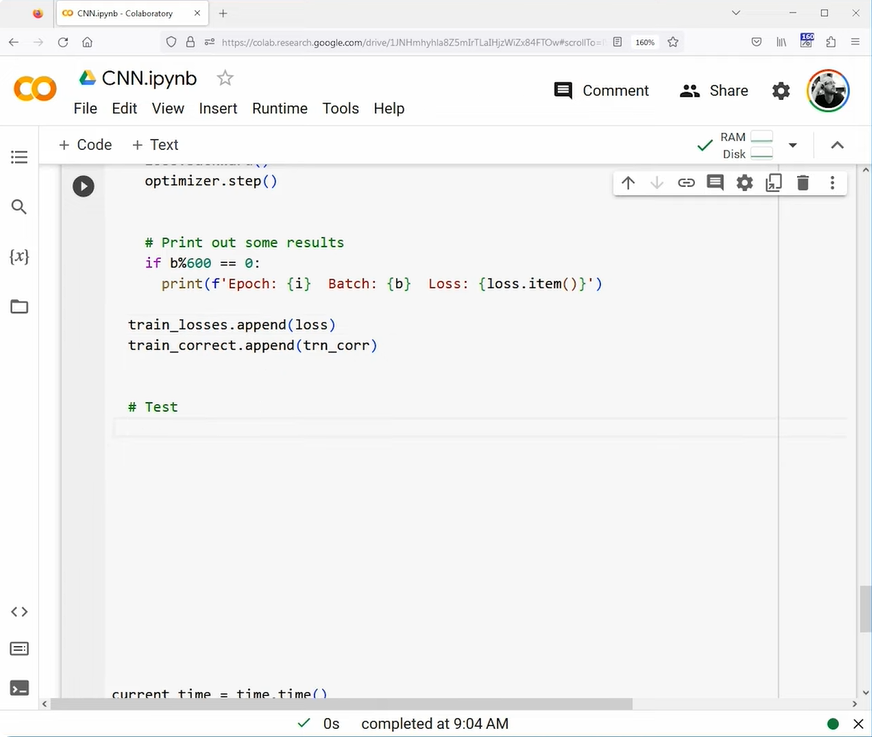 CNN.ipynb - Colaboratory
https://colab.research.google.com/drive/1JNHmhyhla8Z5mIrTLaIHjzWiZx84FTOw#scrollTo=
160%
160
CNN.ipynb
File Edit View Insert Runtime Tools Help
Comment
Share
+ Code + Text
RAM
Disk
{x}
optimizer.step()
# Print out some results
if b%600 == 0:
print(f'Epoch: {i} Batch: {b} Loss: {loss.item()}')
train_losses.append(loss)
train_correct.append(trn_corr)
# Test
current_time = time.time()
0s completed at 9:04 AM